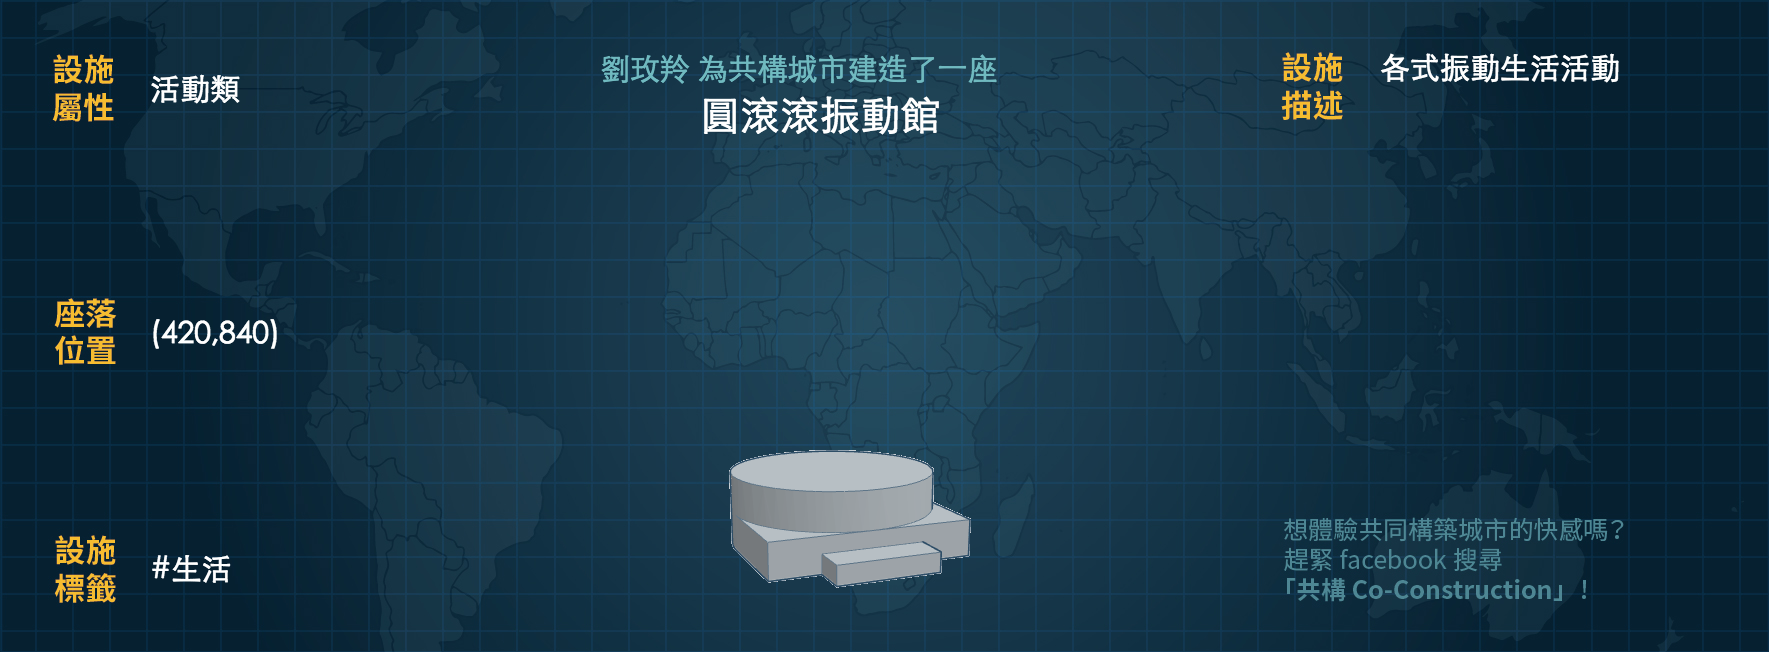 設施
屬性
活動類
劉玫羚 為共構城市建造了一座
圓滾滾振動館
設施
描述
各式振動生活活動
座落
位置
(420,840)
設施
標籤
#生活
想體驗共同構築城市的快感嗎?
趕緊 facebook 搜尋
「共構 Co-Construction」!